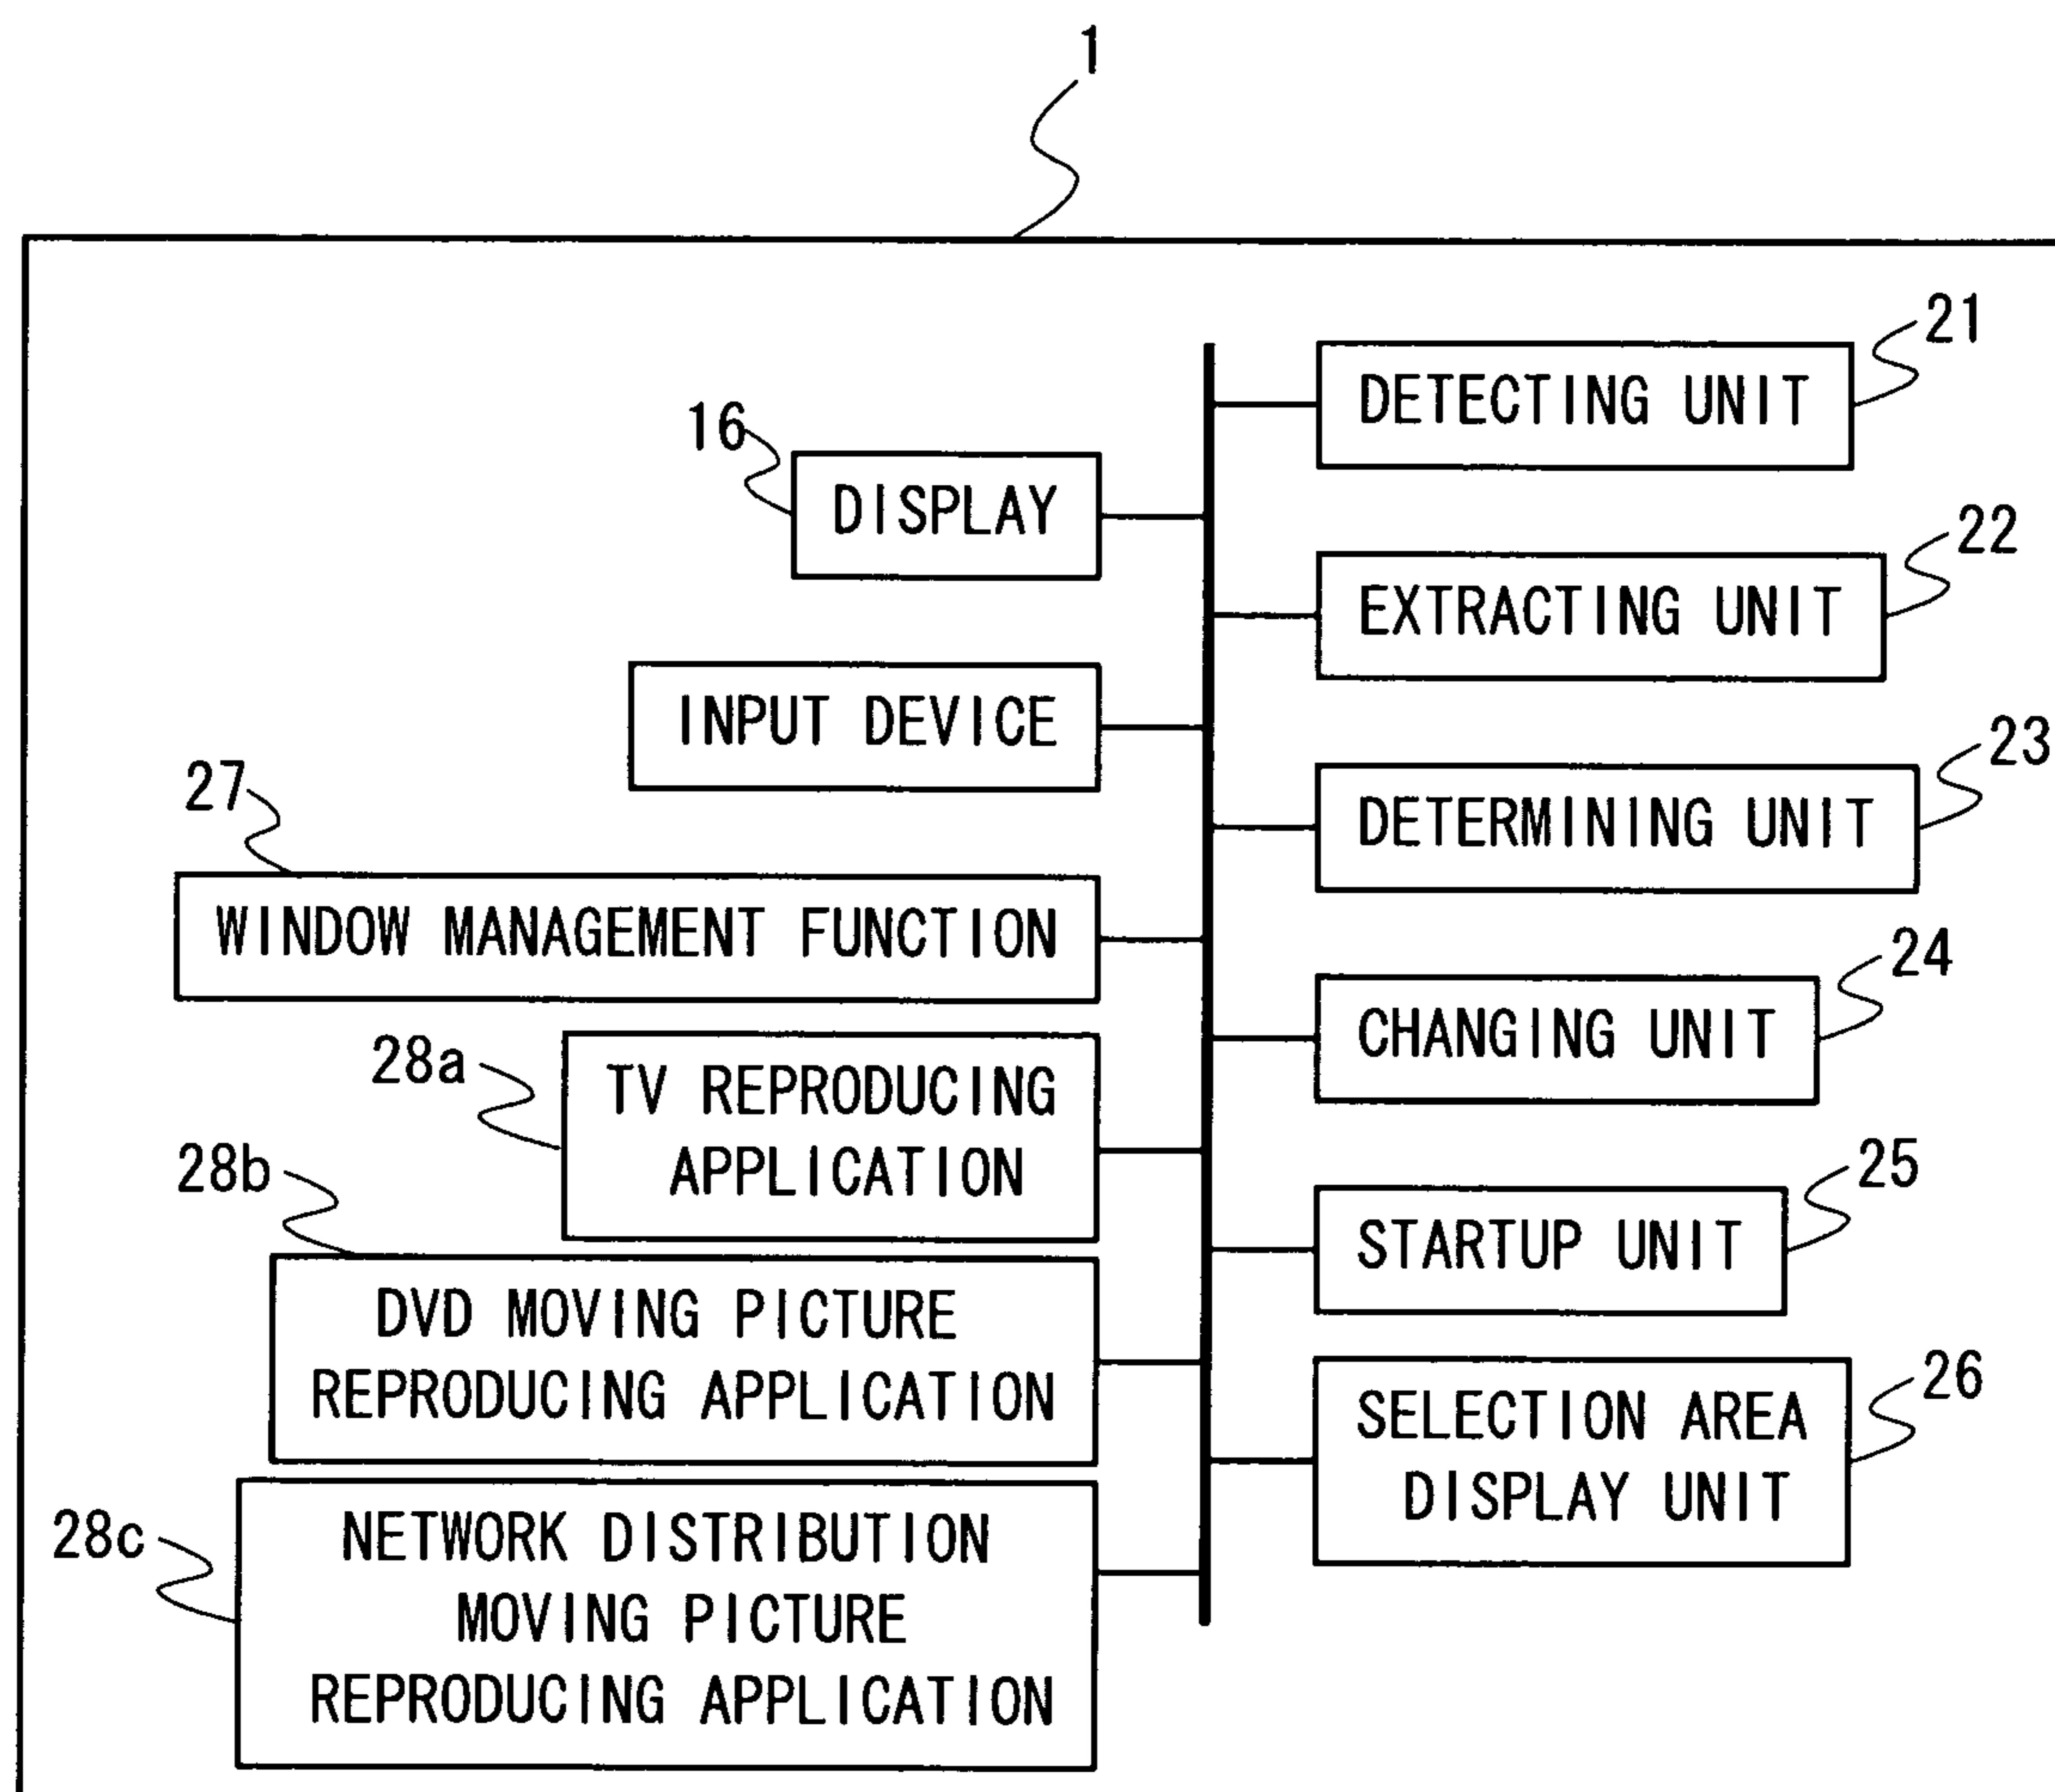 1
21
DETECTING UNIT
16
DISPLAY
22
EXTRACTING UNIT
INPUT DEVICE
23
DETERMINING UNIT
27
WINDOW MANAGEMENT FUNCTION
24
CHANGING UNIT
28a
TV REPRODUCING
APPLICATION
25
STARTUP UNIT
28b
DVD MOVING PICTURE
REPRODUCING APPLICATION
26
SELECTION AREA
DISPLAY UNIT
28c
NETWORK DISTRIBUTION
MOVING PICTURE
REPRODUCING APPLICATION